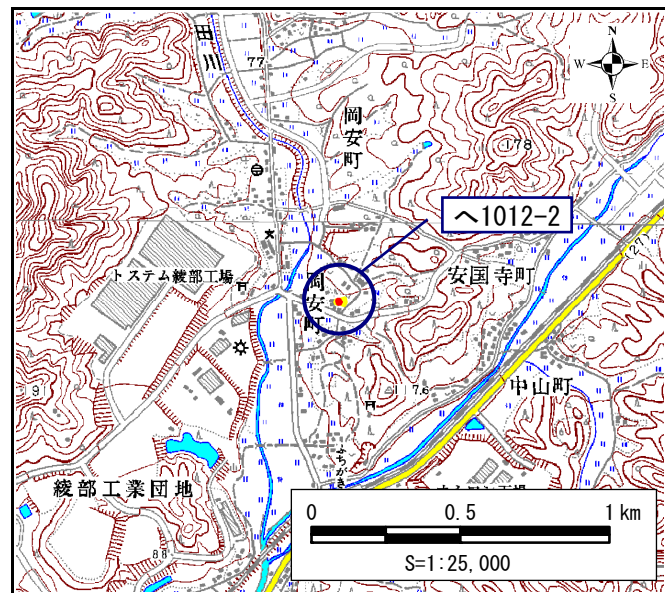 田川
77
N
W E
S
岡安町
178
へ1012-2
トステム綾部工場
岡安町
安国寺町
(27)
中山町
綾部工業団地
88
0 0.5 1 km
S=1:25,000